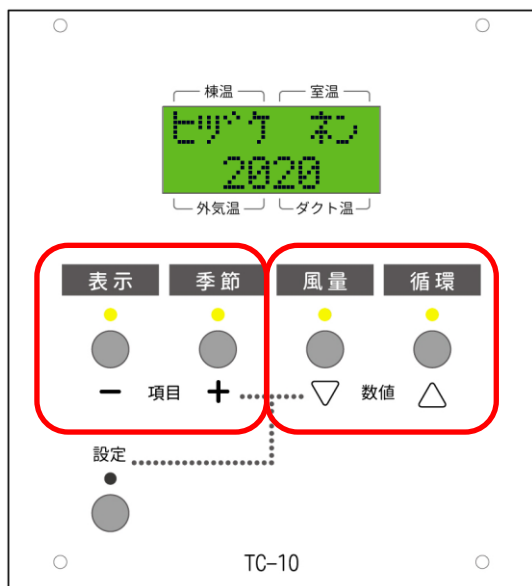 棟温 室温
ヒヅケ ネン
2020
外気温 ダクト温
表示 季節 風量 循環
− 項目 + ▽ 数値 △
設定
TC-10